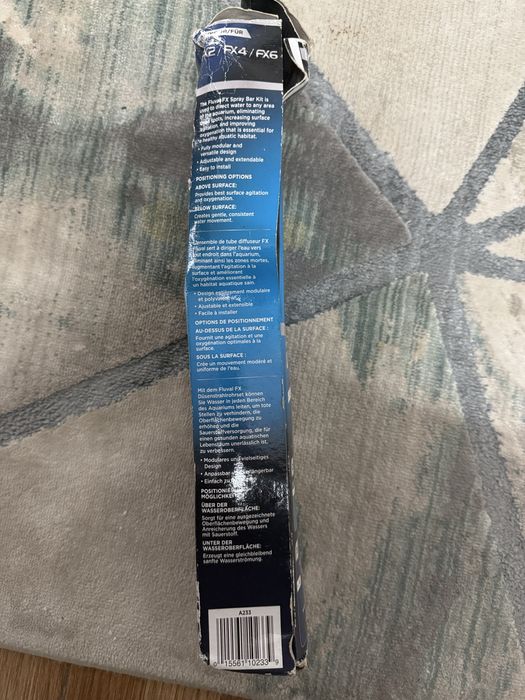 /FÜR
X2 / FX4 / FX6
The Fluval FX Spray Bar Kit is
used to direct water to any area
of the aquarium, eliminating
spots, increasing surface
agitation, and improving
oxygenation that is essential for
healthy aquatic habitat.
• Fully modular and
versatile design
• Adjustable and extendable
• Easy to install
POSITIONING OPTIONS
ABOVE SURFACE:
Provides best surface agitation
and oxygenation.
BELOW SURFACE:
Creates gentle, consistent
water movement.
L'ensemble de tube diffuseur FX
Fluval sert à diriger l'eau vers
tout endroit dans l'aquarium,
éliminant ainsi les zones mortes,
augmentant l'agitation à la
surface et améliorant
l'oxygénation essentielle à
un habitat aquatique sain.
• Design entièrement modulaire
et polyvalent
• Ajustable et extensible
• Facile à installer
OPTIONS DE POSITIONNEMENT
AU-DESSUS DE LA SURFACE :
Fournit une agitation et une
oxygénation optimales à la
surface.
SOUS LA SURFACE :
Crée un mouvement modéré et
uniforme de l'eau.
Mit dem Fluval FX
Düsenstrahlrohrset können
Sie Wasser in jeden Bereich
des Aquariums leiten, um tote
Stellen zu verhindern, die
Oberflächenbewegung zu
erhöhen und die
Sauerstoffversorgung, die für
einen gesunden aquatischen
Lebensraum unerlässlich ist,
zu verbessern.
• Modulares und vielseitiges
Design
• Anpassbar
• Einfach zu
POSITIONIE
MÖGLICHKEI
ÜBER DER
WASSEROBERFLÄCHE:
Sorgt für eine ausgezeichnete
Oberflächenbewegung und
Anreicherung des Wassers
mit Sauerstoff.
UNTER DER
WASSEROBERFLÄCHE:
Erzeugt eine gleichbleibend
sanfte Wasserströmung.
A233
0 15561 10233 9